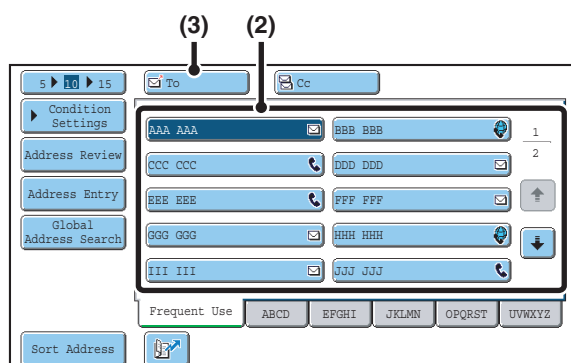 (3) (2)
5 10 15
To
Cc
Condition
Settings
Address Review
Address Entry
Global
Address Search
Sort Address
AAA AAA
BBB BBB
CCC CCC
DDD DDD
EEE EEE
FFF FFF
GGG GGG
HHH HHH
III III
JJJ JJJ
1
2
Frequent Use
ABCD
EFGHI
JKLMN
OPQRST
UVWXYZ